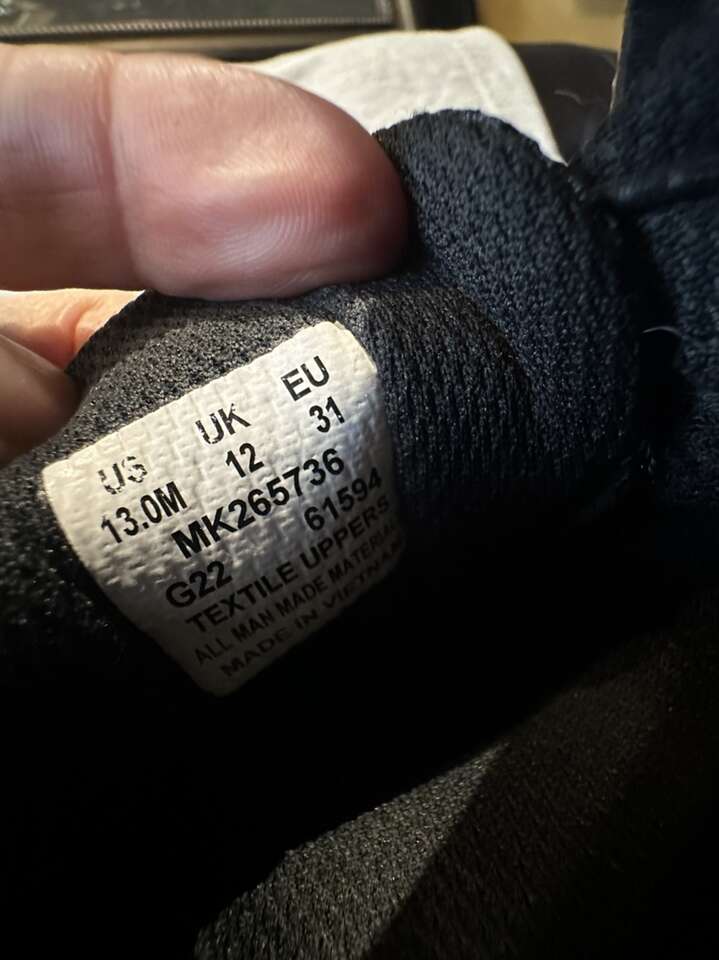 US UK EU
13.0M 12 31
MK265736
G22 61594
TEXTILE UPPERS
ALL MAN MADE MATERIAL
MADE IN VIETNAM